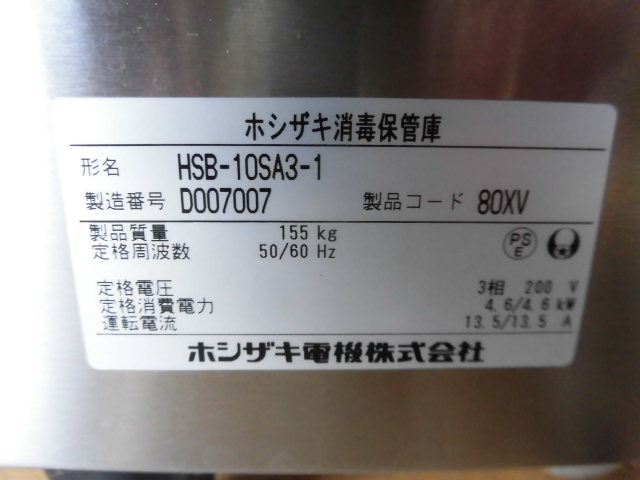 ホシザキ消毒保管庫
形名 HSB-10SA3-1
製造番号 D007007 製品コード 80XV
製品質量 155 kg
定格周波数 50/60 Hz
PSE
定格電圧 3相 200 V
定格消費電力 4.6/4.6 kW
運転電流 13.5/13.5 A
ホシザキ電機株式会社